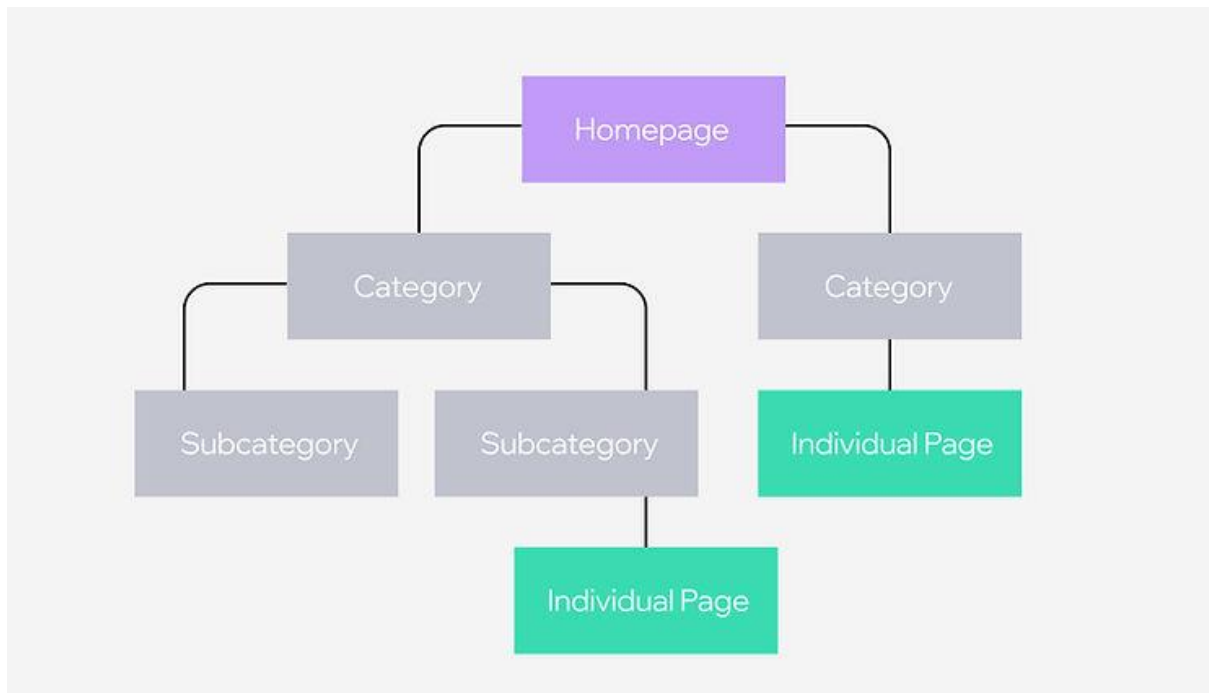 Homepage
Category
Category
Subcategory
Subcategory
Individual Page
Individual Page